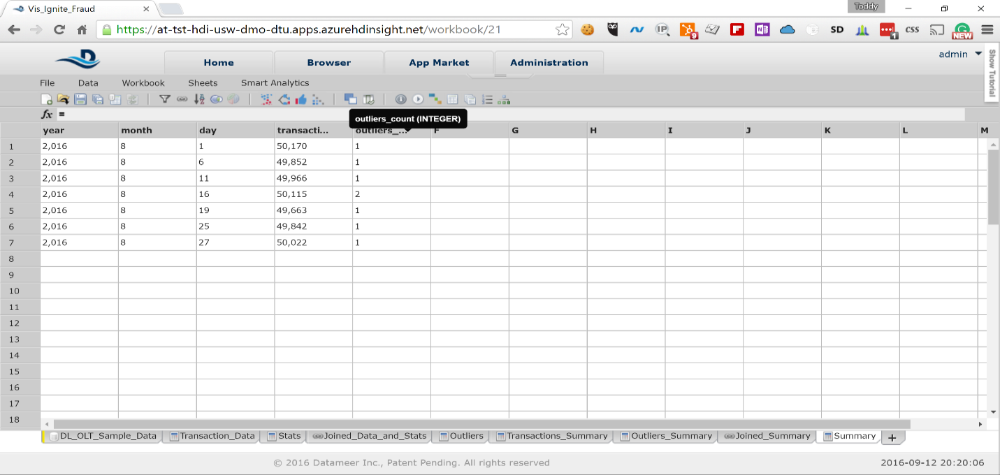 Vis_Ignite_Fraud × Toddy
https://at-tst-hdi-usw-dmo-dtu.apps.azurehdinsight.net/workbook/21 IP 9 N SD 1 CSS NEW
D Home Browser App Market Administration admin
Show Tutorial
File Data Workbook Sheets Smart Analytics
fx =
outliers_count (INTEGER)
year month day transacti... outliers_... F G H I J K L M
1 2,016 8 1 50,170 1
2 2,016 8 6 49,852 1
3 2,016 8 11 49,966 1
4 2,016 8 16 50,115 2
5 2,016 8 19 49,663 1
6 2,016 8 25 49,842 1
7 2,016 8 27 50,022 1
8
9
10
11
12
13
14
15
16
17
18
DL_OLT_Sample_Data Transaction_Data Stats Joined_Data_and_Stats Outliers Transactions_Summary Outliers_Summary Joined_Summary Summary +
© 2016 Datameer Inc., Patent Pending. All rights reserved 2016-09-12 20:20:06